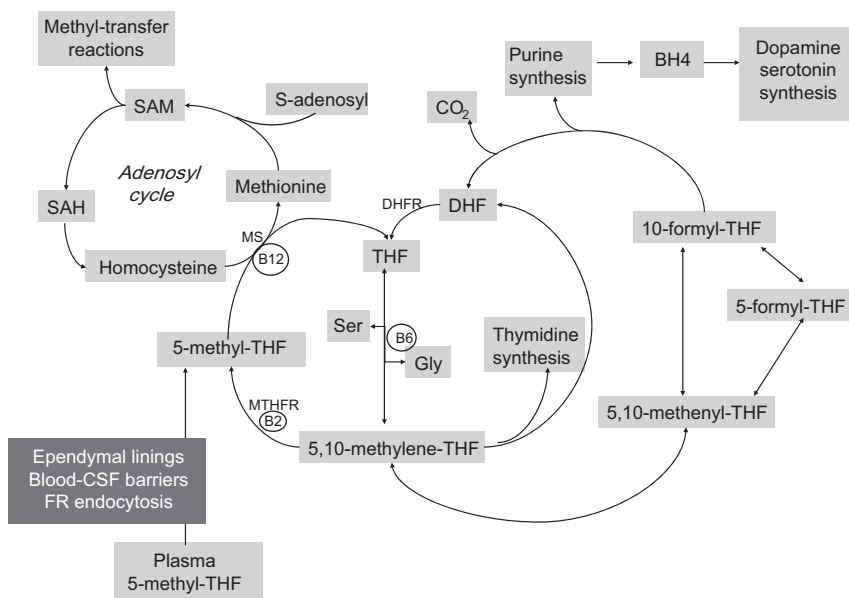 Methyl-transfer
reactions
SAM
S-adenosyl
Adenosyl
cycle
SAH
Methionine
Homocysteine
MS
B12
5-methyl-THF
MTHFR
B2
Ependymal linings
Blood-CSF barriers
FR endocytosis
Plasma
5-methyl-THF
CO2
DHFR
DHF
THF
Ser
B6
Gly
Thymidine
synthesis
5,10-methylene-THF
Purine
synthesis
BH4
Dopamine
serotonin
synthesis
10-formyl-THF
5-formyl-THF
5,10-methenyl-THF